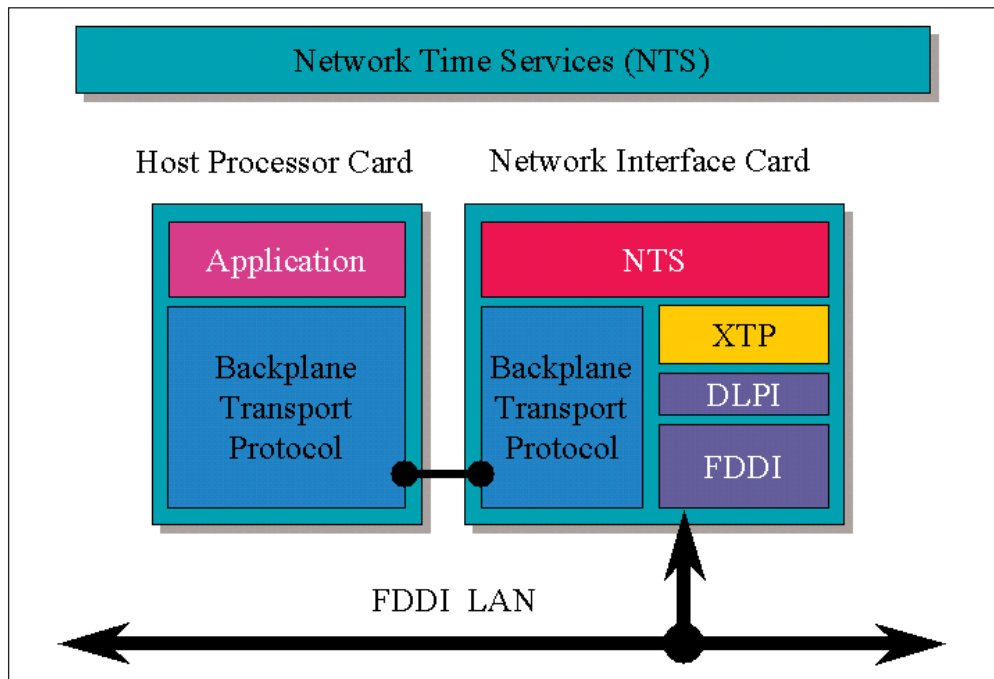 Network Time Services (NTS)
Host Processor Card
Network Interface Card
Application
Backplane
Transport
Protocol
NTS
Backplane
Transport
Protocol
XTP
DLPI
FDDI
FDDI LAN